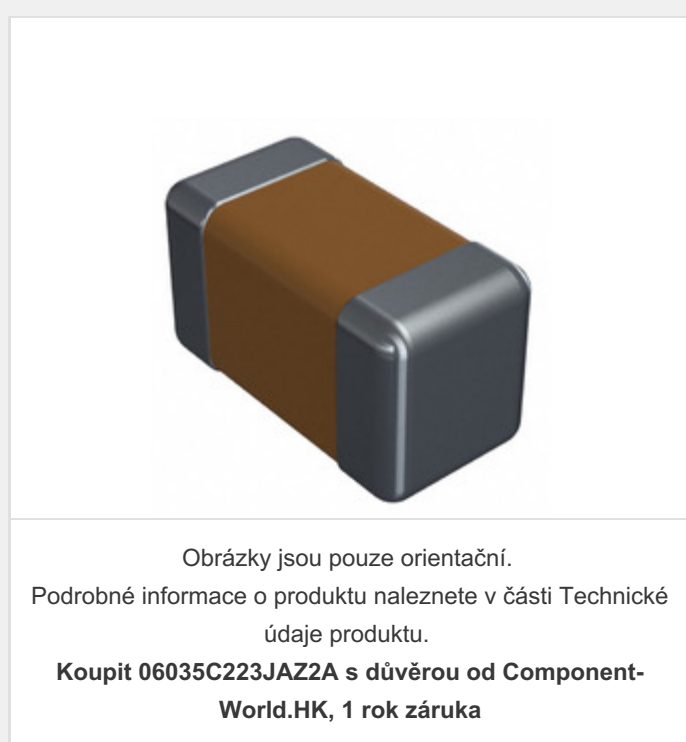 Obrázky jsou pouze orientační.
Podrobné informace o produktu naleznete v části Technické
údaje produktu.
Koupit 06035C223JAZ2A s důvěrou od Component-
World.HK, 1 rok záruka